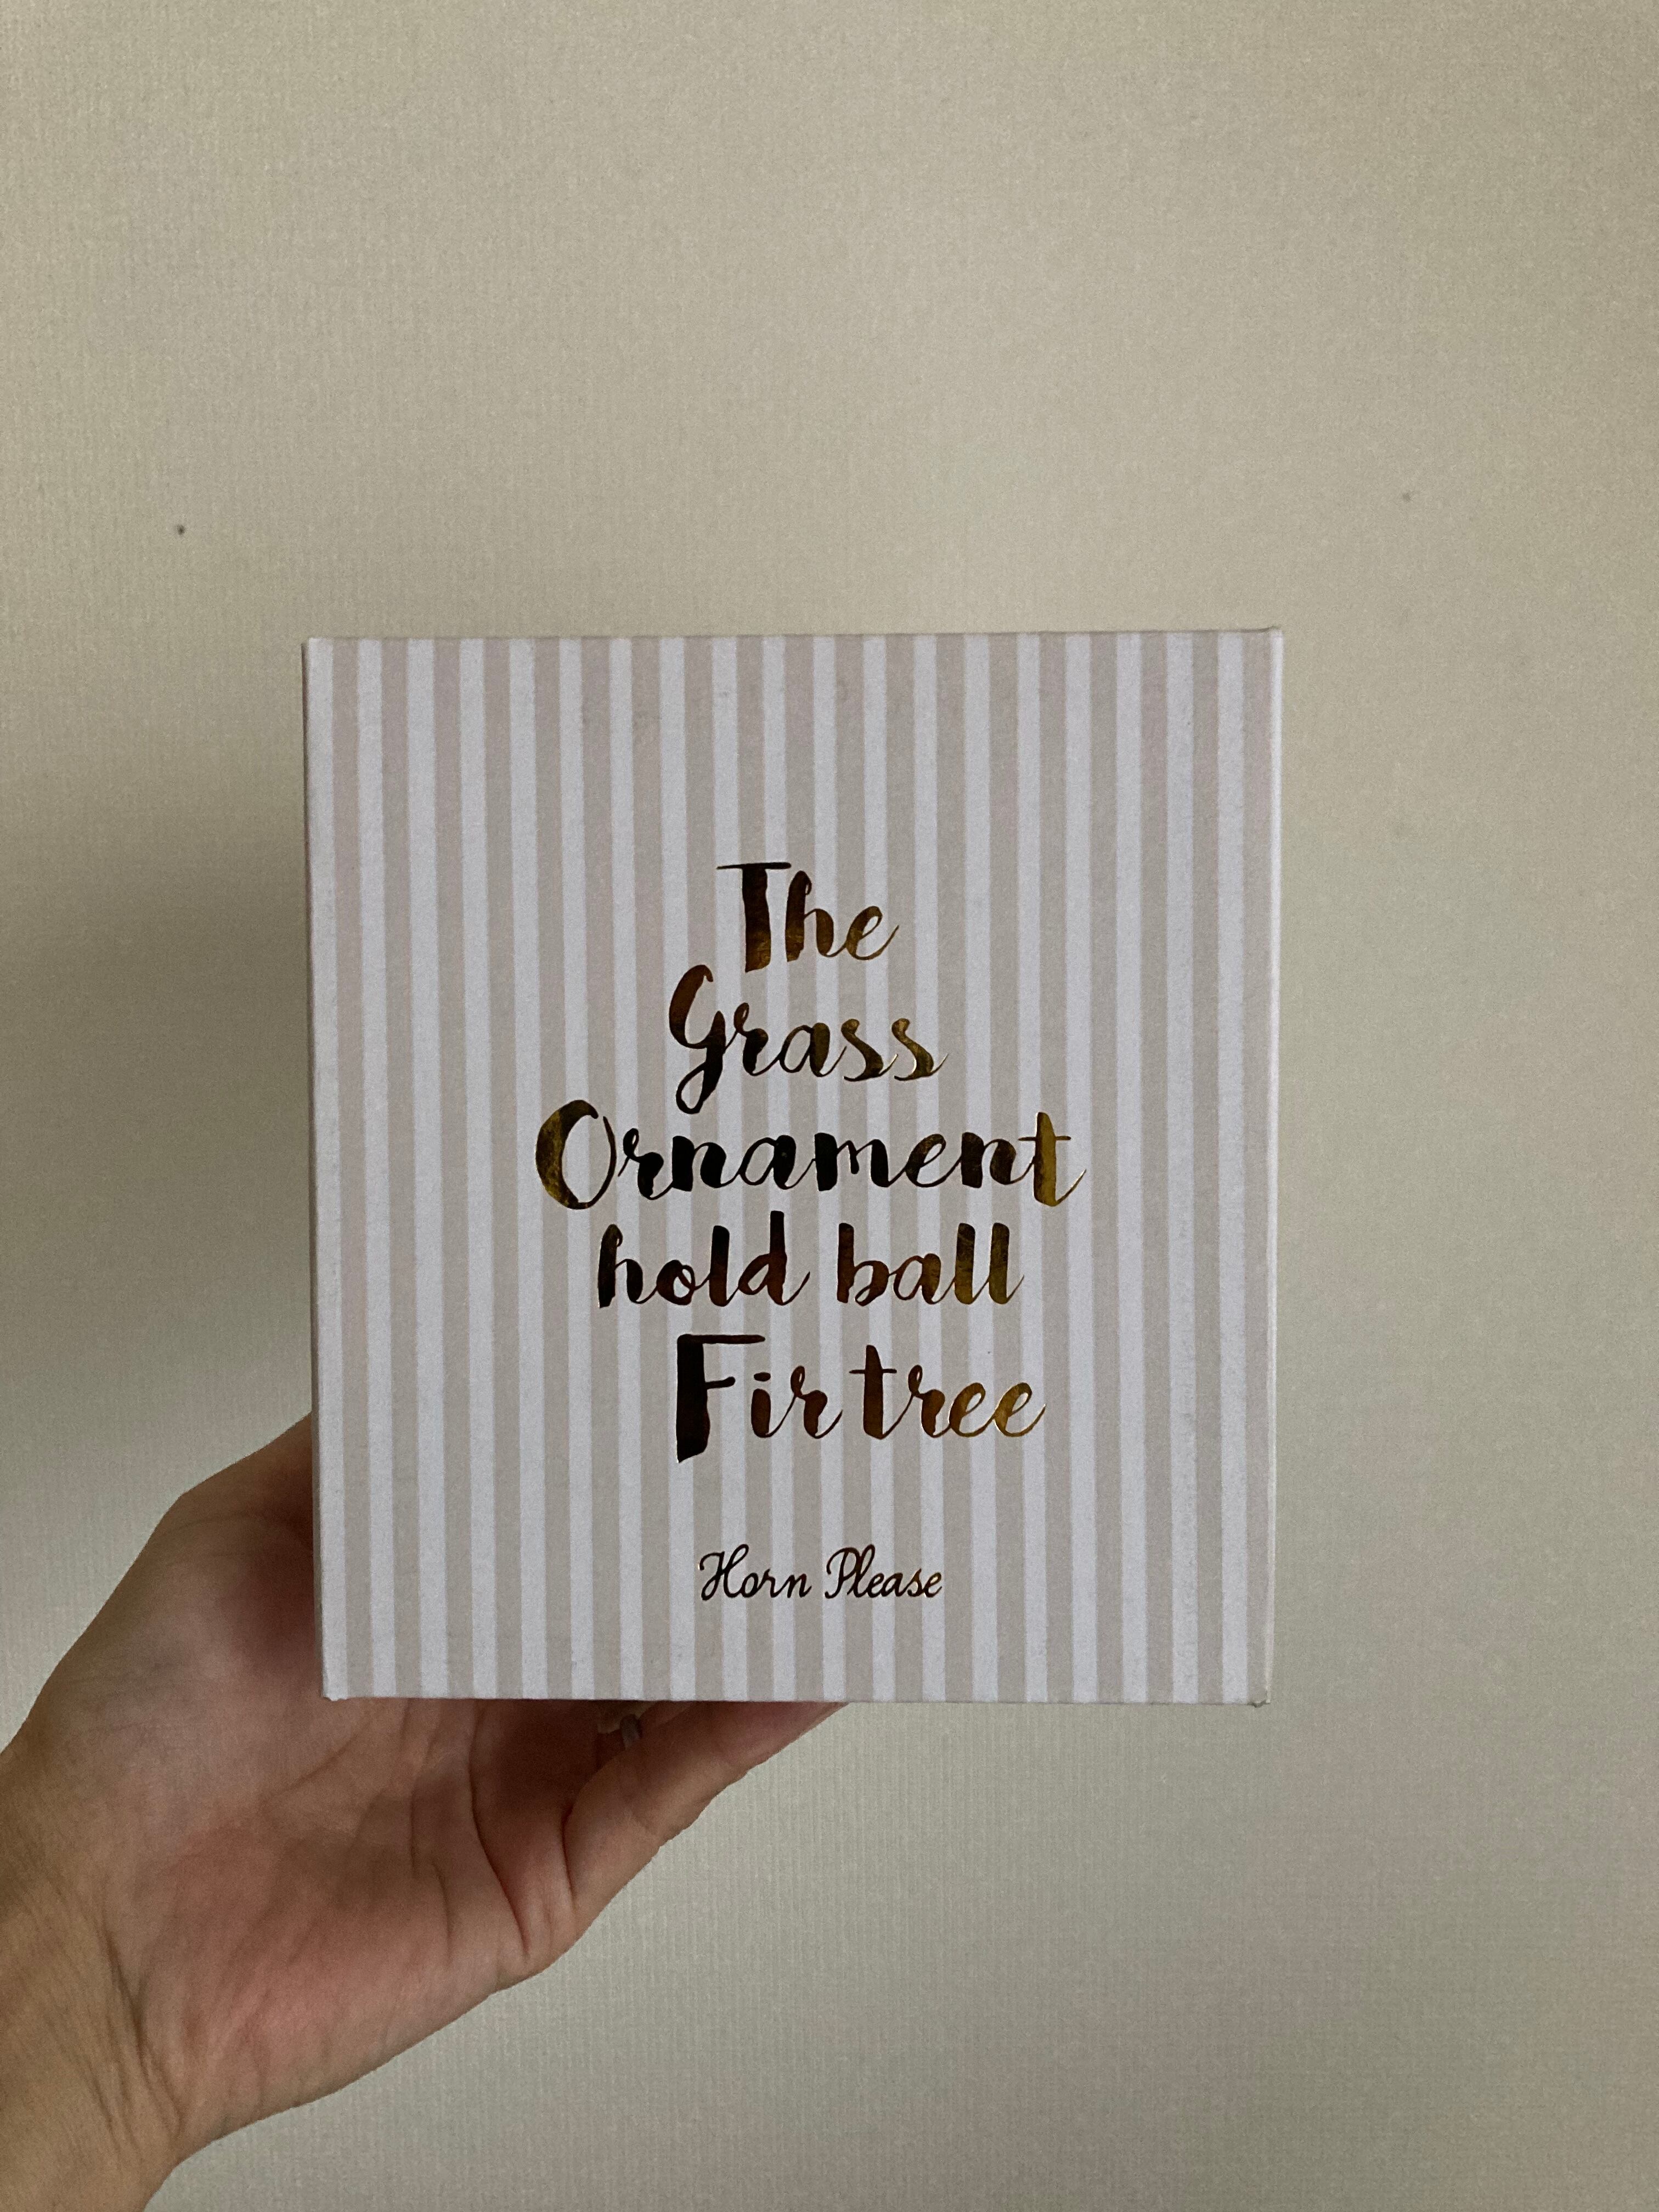 The
Grass
Ornament
hold ball
Fir tree
Horn Please